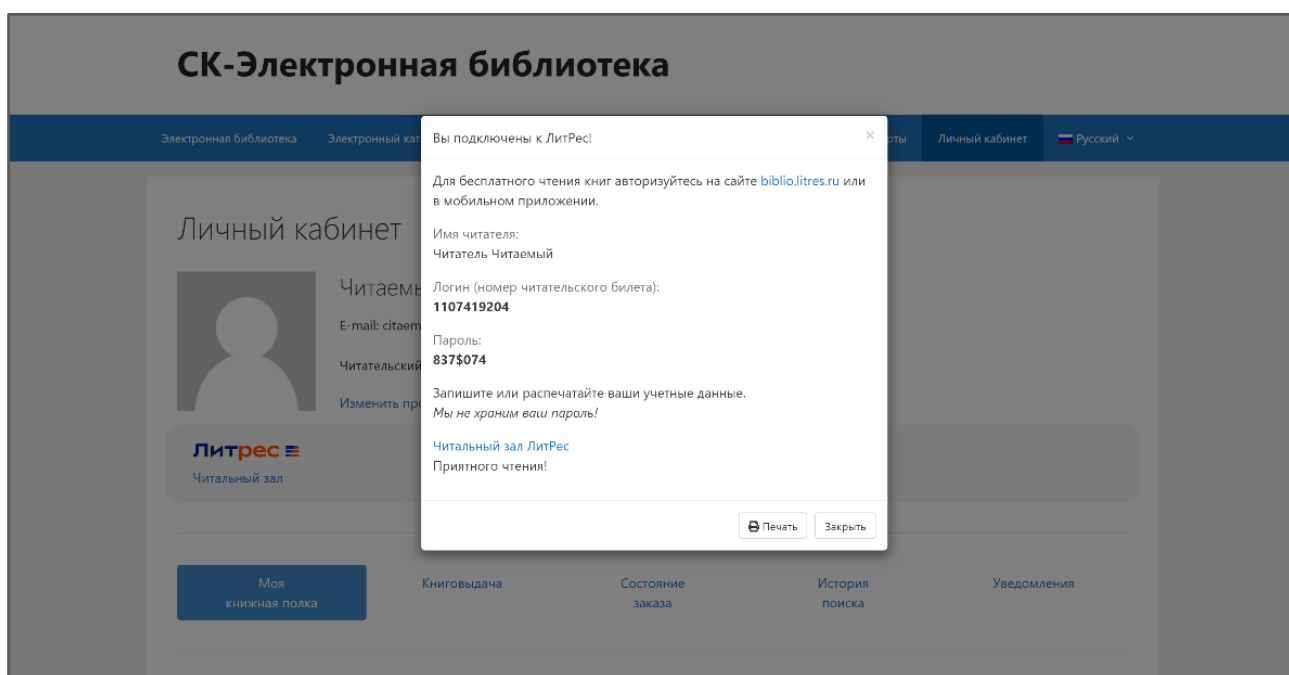 СК-Электронная библиотека
Электронная библиотека Электронный кат рты Личный кабинет Русский
Вы подключены к ЛитРес! ×
Для бесплатного чтения книг авторизуйтесь на сайте biblio.litres.ru или
в мобильном приложении.
Имя читателя:
Читатель Читаемый
Логин (номер читательского билета):
1107419204
Пароль:
837$074
Запишите или распечатайте ваши учетные данные.
Мы не храним ваш пароль!
Читальный зал ЛитРес
Приятного чтения!
Печать Закрыть
Личный кабинет
Читаемы
E-mail: citaem
Читательский
Изменить про
Литрес
Читальный зал
Моя
книжная полка
Книговыдача
Состояние
заказа
История
поиска
Уведомления